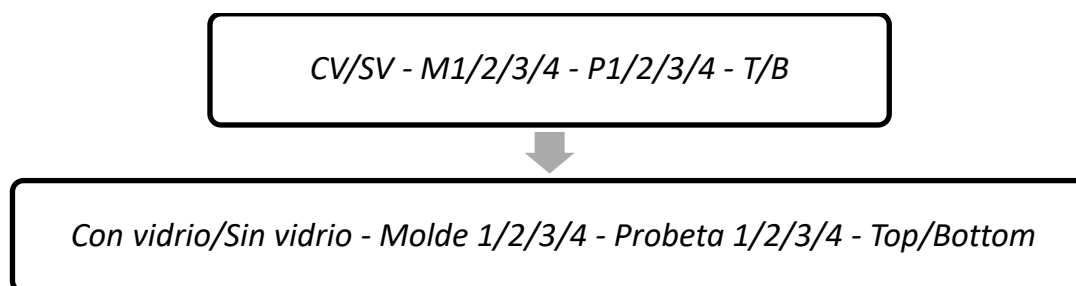 CV/SV - M1/2/3/4 - P1/2/3/4 - T/B
Con vidrio/Sin vidrio - Molde 1/2/3/4 - Probeta 1/2/3/4 - Top/Bottom